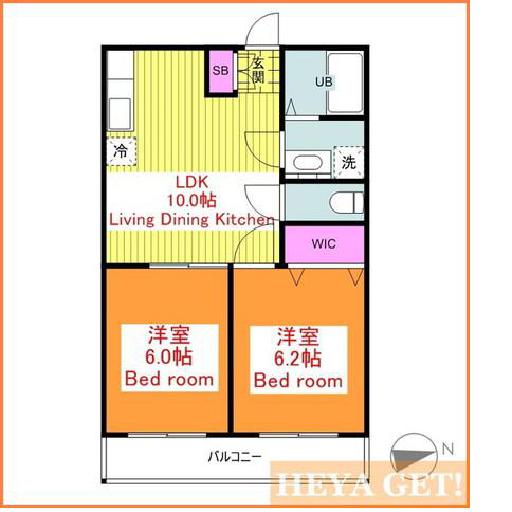 SB
玄関
UB
冷
洗
LDK
10.0帖
Living Dining Kitchen
WIC
洋室
6.0帖
Bed room
洋室
6.2帖
Bed room
バルコニー
N
HEYA GET!